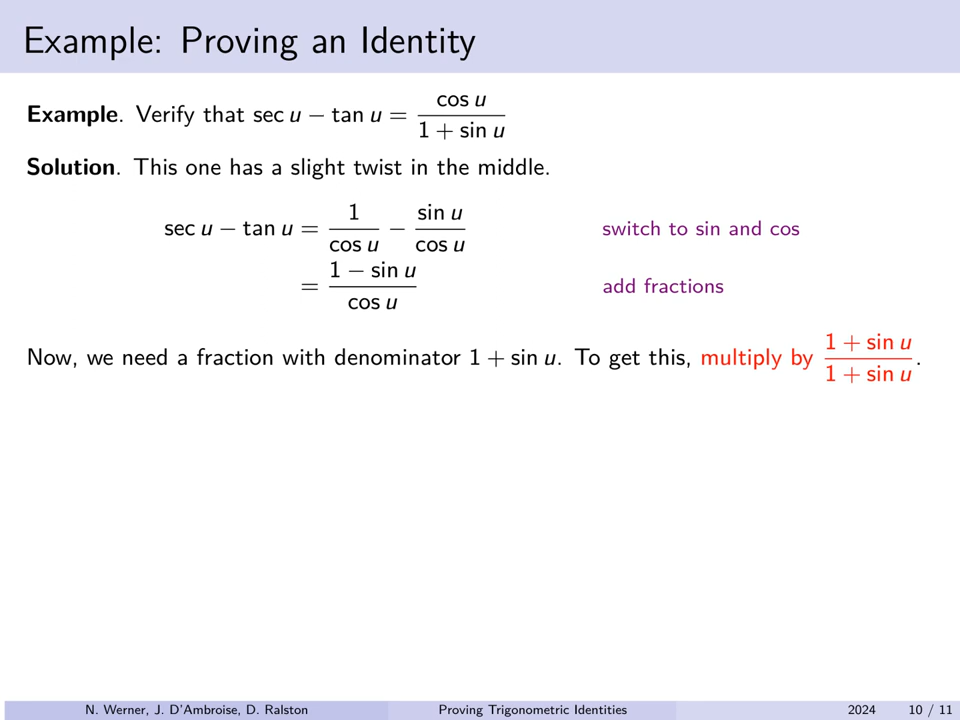 Example: Proving an Identity
Example. Verify that sec u − tan u = cos u / (1 + sin u)
Solution. This one has a slight twist in the middle.
sec u − tan u = 1 / cos u − sin u / cos u switch to sin and cos
= (1 − sin u) / cos u add fractions
Now, we need a fraction with denominator 1 + sin u. To get this, multiply by (1 + sin u) / (1 + sin u).
N. Werner, J. D'Ambroise, D. Ralston Proving Trigonometric Identities 2024 10 / 11